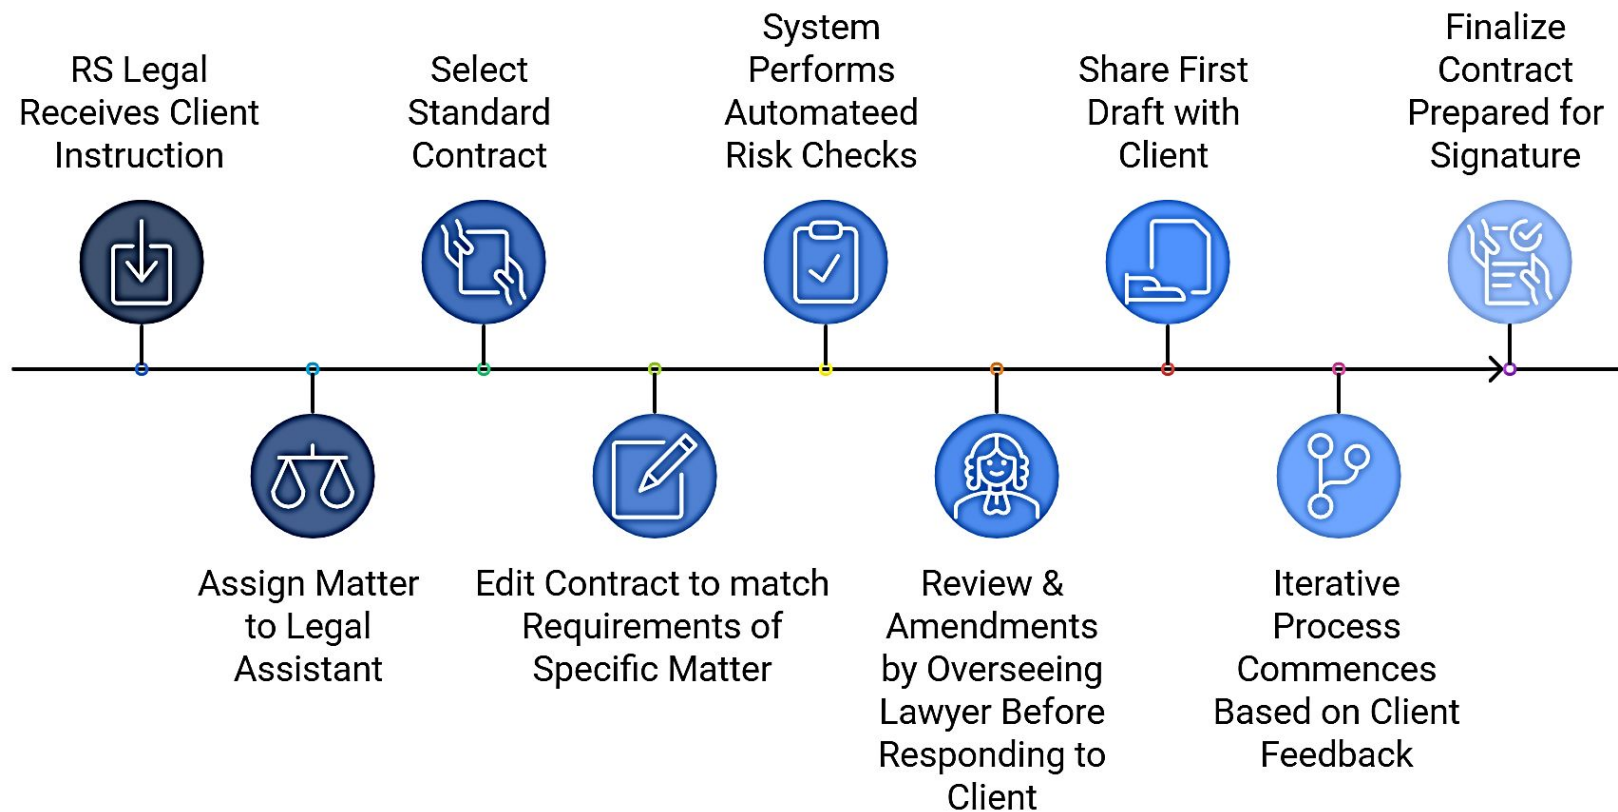 RS Legal
Receives Client
Instruction
Assign Matter
to Legal
Assistant
Select
Standard
Contract
Edit Contract to match
Requirements of
Specific Matter
System
Performs
Automateed
Risk Checks
Review &
Amendments
by Overseeing
Lawyer Before
Responding to
Client
Share First
Draft with
Client
Iterative
Process
Commences
Based on Client
Feedback
Finalize
Contract
Prepared for
Signature